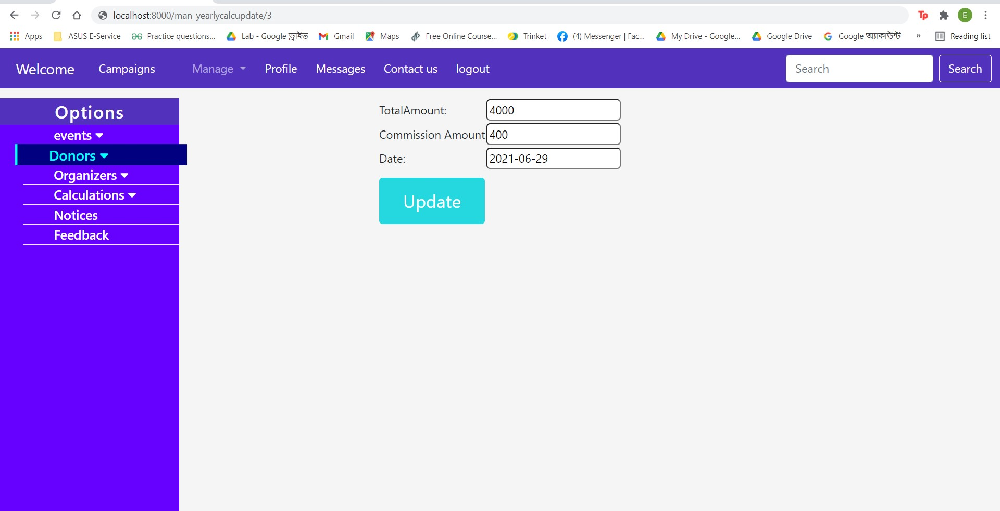 localhost:8000/man_yearlycalcupdate/3
Tp
E
Apps ASUS E-Service Practice questions... Lab - Google ড্রাইভ Gmail Maps Free Online Course... Trinket (4) Messenger | Fac... My Drive - Google... Google Drive Google অ্যাকাউন্ট » Reading list
Welcome Campaigns Manage Profile Messages Contact us logout Search Search
Options
events
Donors
Organizers
Calculations
Notices
Feedback
TotalAmount: 4000
Commission Amount 400
Date: 2021-06-29
Update